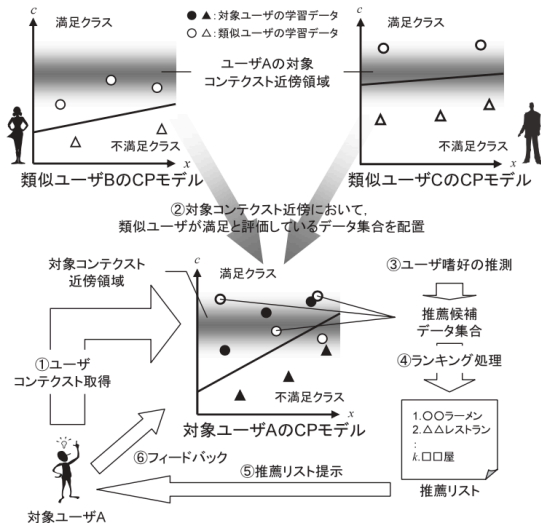 c
満足クラス
●▲:対象ユーザの学習データ
○△:類似ユーザの学習データ
c
満足クラス
ユーザAの対象
コンテクスト近傍領域
不満足クラス
x
類似ユーザBのCPモデル
不満足クラス
x
類似ユーザCのCPモデル
②対象コンテクスト近傍において,
類似ユーザが満足と評価しているデータ集合を配置
対象コンテクスト
近傍領域
c
満足クラス
不満足クラス
x
対象ユーザAのCPモデル
③ユーザ嗜好の推測
推薦候補
データ集合
④ランキング処理
1.○○ラーメン
2.△△レストラン
:
k.□□屋
推薦リスト
①ユーザ
コンテクスト取得
⑥フィードバック
⑤推薦リスト提示
対象ユーザA